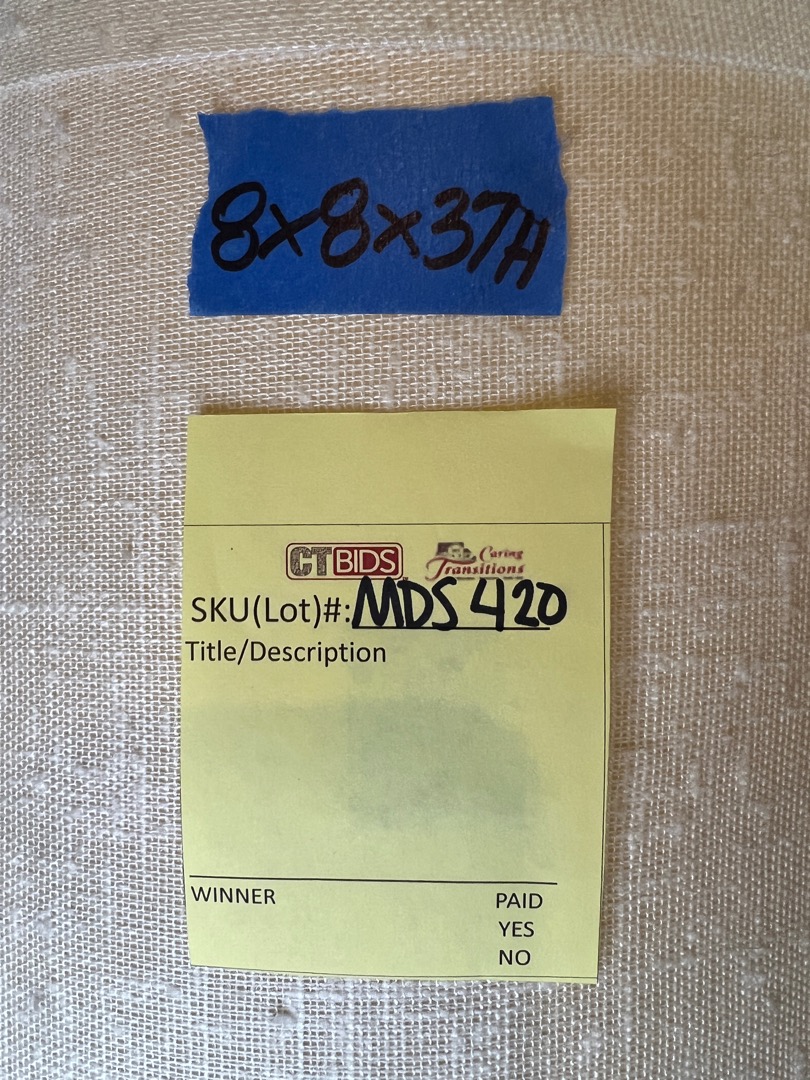 8x8x37H
CTBIDS
Caring
Transitions
SKU(Lot)#: MDS 420
Title/Description
WINNER
PAID
YES
NO